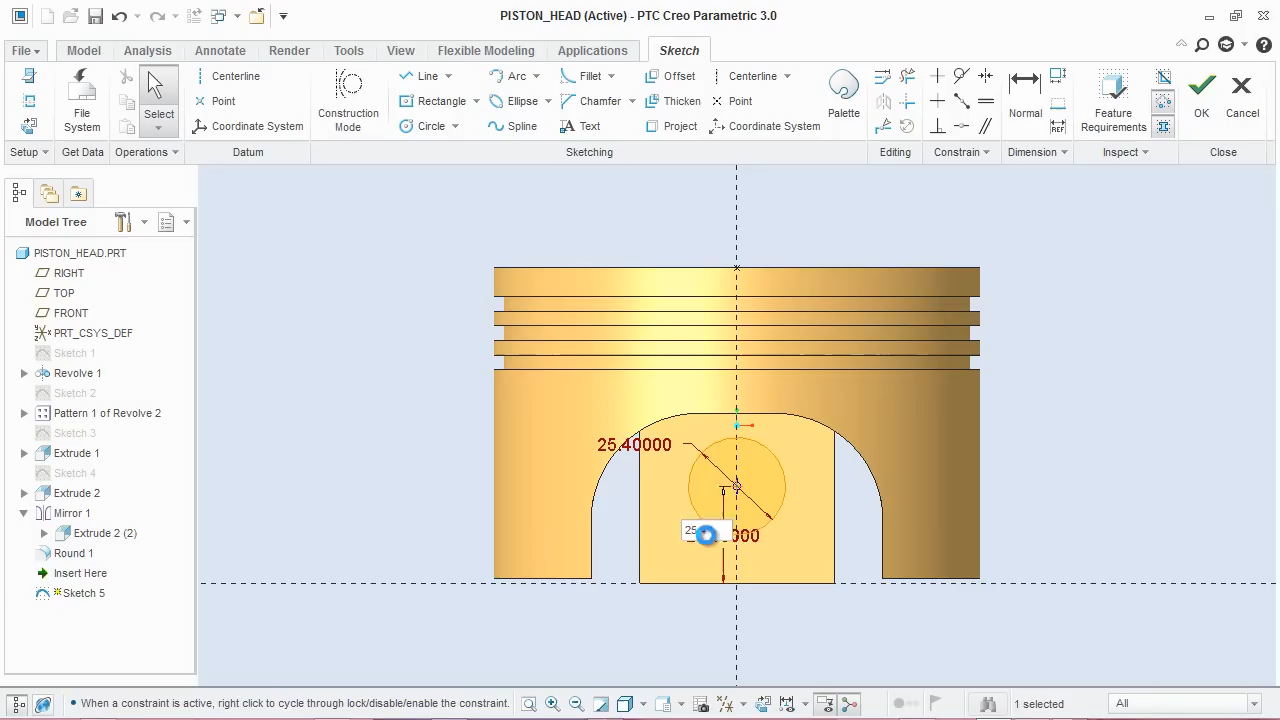 PISTON_HEAD (Active) - PTC Creo Parametric 3.0
File Model Analysis Annotate Render Tools View Flexible Modeling Applications Sketch
Centerline Line Arc Fillet Offset Centerline
Rectangle Ellipse Chamfer Thicken Point
Point
Coordinate System Circle Spline Text Project Coordinate System
File System
Select
Construction Mode
Palette
Normal
Feature Requirements
OK Cancel
Setup Get Data Operations Datum Sketching Editing Constrain Dimension Inspect Close
Model Tree
PISTON_HEAD.PRT
RIGHT
TOP
FRONT
PRT_CSYS_DEF
Sketch 1
Revolve 1
Sketch 2
Pattern 1 of Revolve 2
Sketch 3
Extrude 1
Sketch 4
Extrude 2
Mirror 1
Extrude 2 (2)
Round 1
Insert Here
Sketch 5
25.40000
REF
When constraint is active, right click to cycle through lock/disable/enable the constraint.
1 selected
All